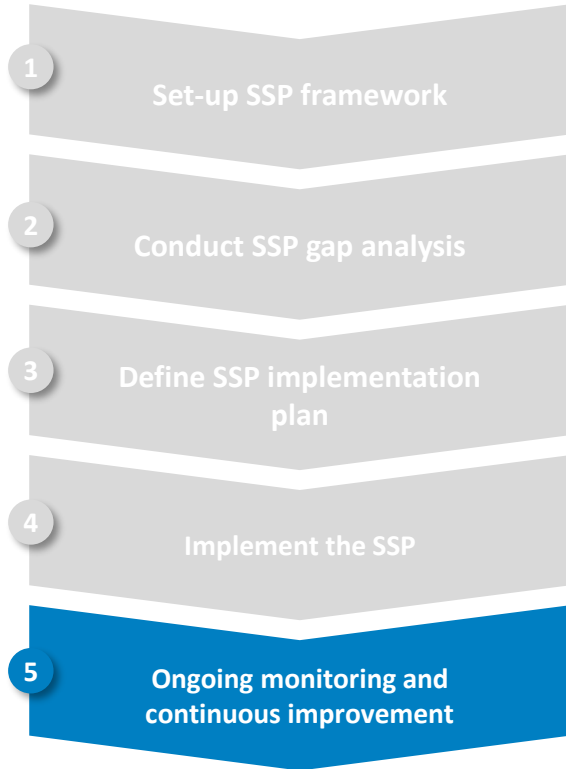 1
Set-up SSP framework
2
Conduct SSP gap analysis
3
Define SSP implementation
plan
4
Implement the SSP
5
Ongoing monitoring and
continuous improvement